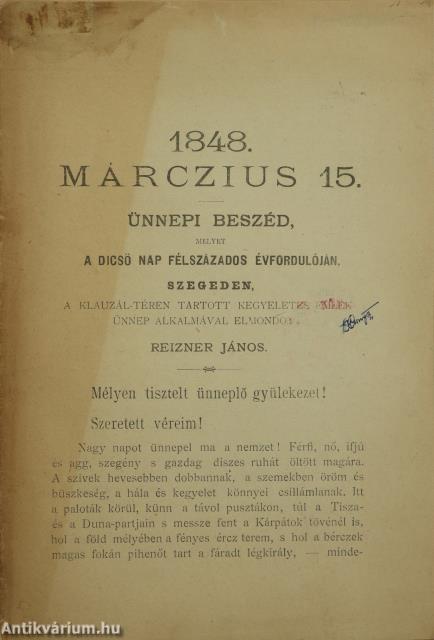 1848.
MÁRCZIUS 15.
ÜNNEPI BESZÉD,
MELYET
A DICSŐ NAP FÉLSZÁZADOS ÉVFORDULÓJÁN,
SZEGEDEN,
A KLAUZÁL-TÉREN TARTOTT KEGYELETES EMLÉK
ÜNNEP ALKALMÁVAL ELMONDOTT
REIZNER JÁNOS.
Mélyen tisztelt ünneplő gyülekezet!
Szeretett véreim!
Nagy napot ünnepel ma a nemzet! Férfi, nő, ifjú
és agg, szegény s gazdag diszes ruhát öltött magára.
A szívek hevesebben dobbannak, a szemekben öröm és
büszkeség, a hála és kegyelet könnyei csillámlanak. Itt
a paloták körül, künn a távol pusztákon, túl a Tisza-
és a Duna-partjain s messze fent a Kárpátok tövénél is,
hol a föld mélyében a fényes ércz terem, s hol a bérczek
magas fokán pihenőt tart a fáradt légkirály, — minde-
Antikvárium.hu